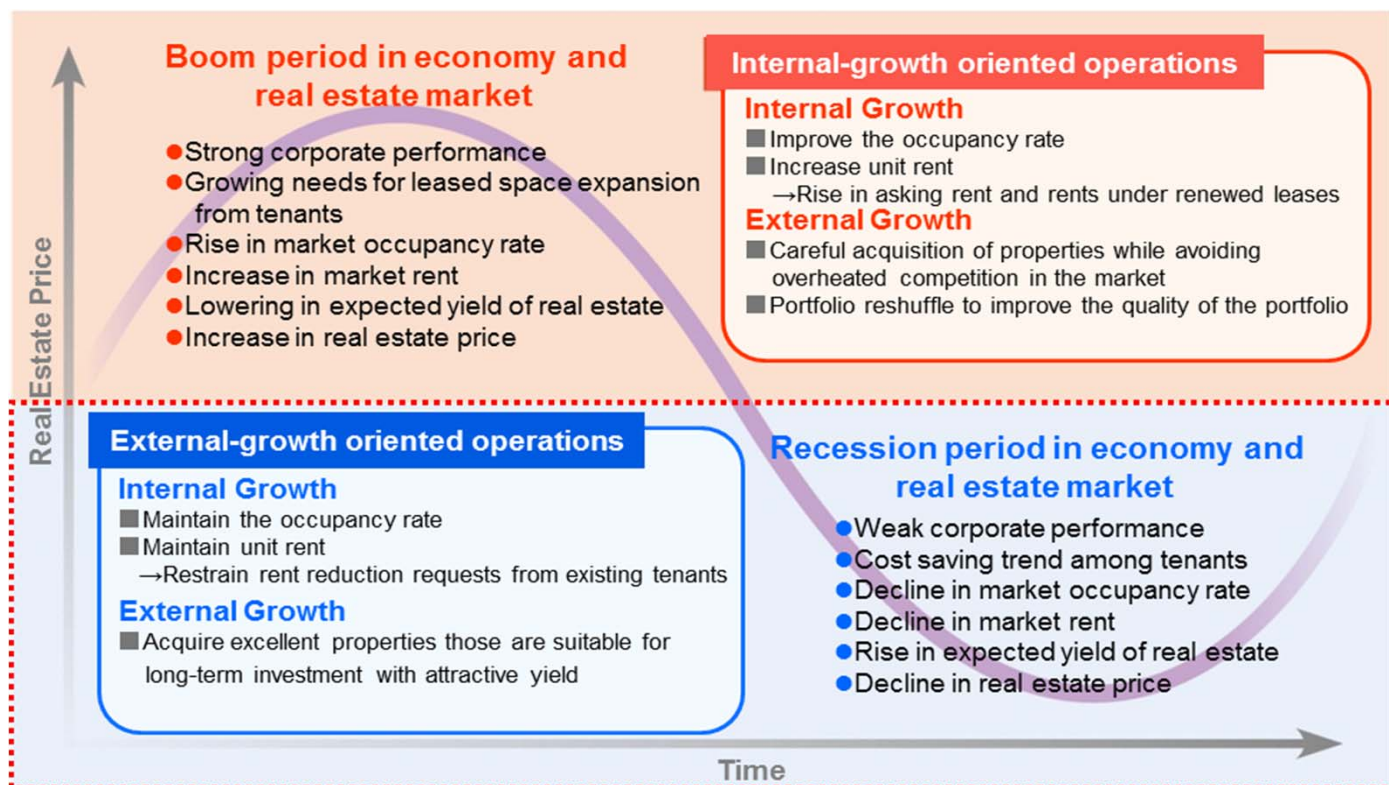 Boom period in economy and
real estate market
●Strong corporate performance
●Growing needs for leased space expansion
from tenants
●Rise in market occupancy rate
●Increase in market rent
●Lowering in expected yield of real estate
●Increase in real estate price
Internal-growth oriented operations
Internal Growth
■Improve the occupancy rate
■Increase unit rent
→Rise in asking rent and rents under renewed leases
External Growth
■Careful acquisition of properties while avoiding
overheated competition in the market
■Portfolio reshuffle to improve the quality of the portfolio
Real Estate Price
External-growth oriented operations
Internal Growth
■Maintain the occupancy rate
■Maintain unit rent
→Restrain rent reduction requests from existing tenants
External Growth
■Acquire excellent properties those are suitable for
long-term investment with attractive yield
Recession period in economy and
real estate market
●Weak corporate performance
●Cost saving trend among tenants
●Decline in market occupancy rate
●Decline in market rent
●Rise in expected yield of real estate
●Decline in real estate price
Time